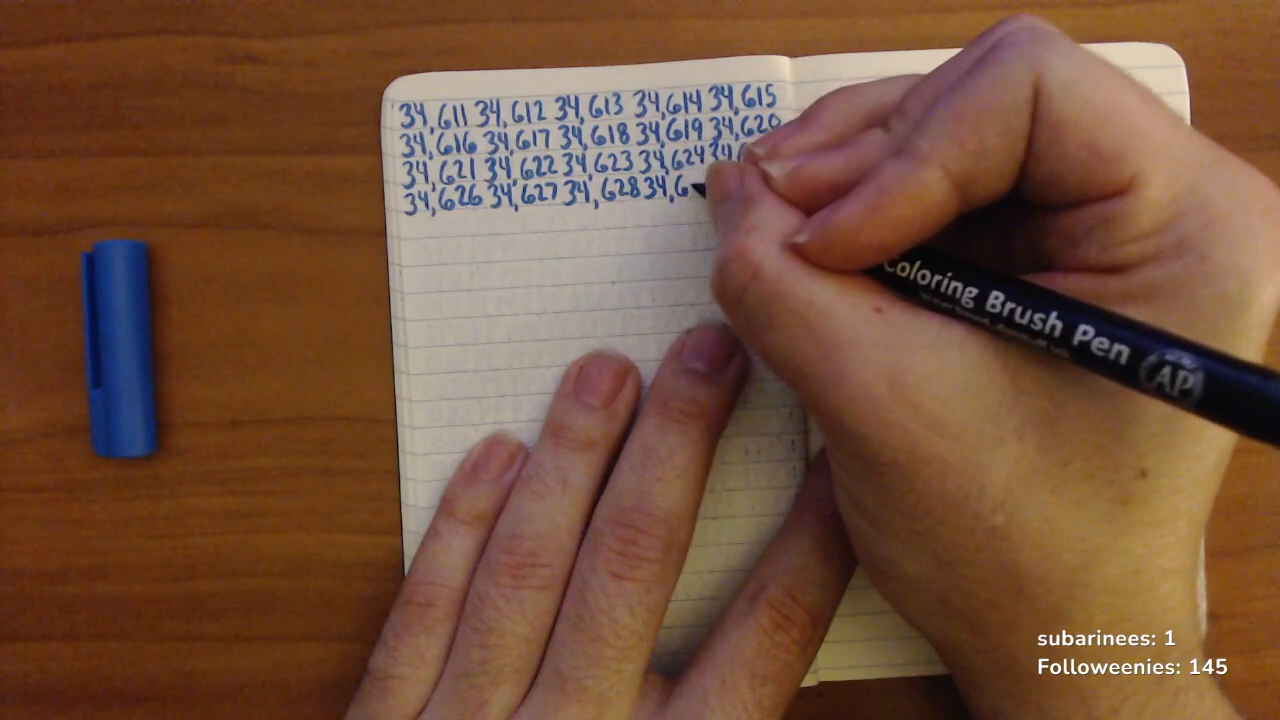 34,611 34,612 34,613 34,614 34,615
34,616 34,617 34,618 34,619 34,620
34,621 34,622 34,623 34,624 34
34,626 34,627 34,628 34,6
Coloring Brush Pen
AP
subarinees: 1
Followeenies: 145